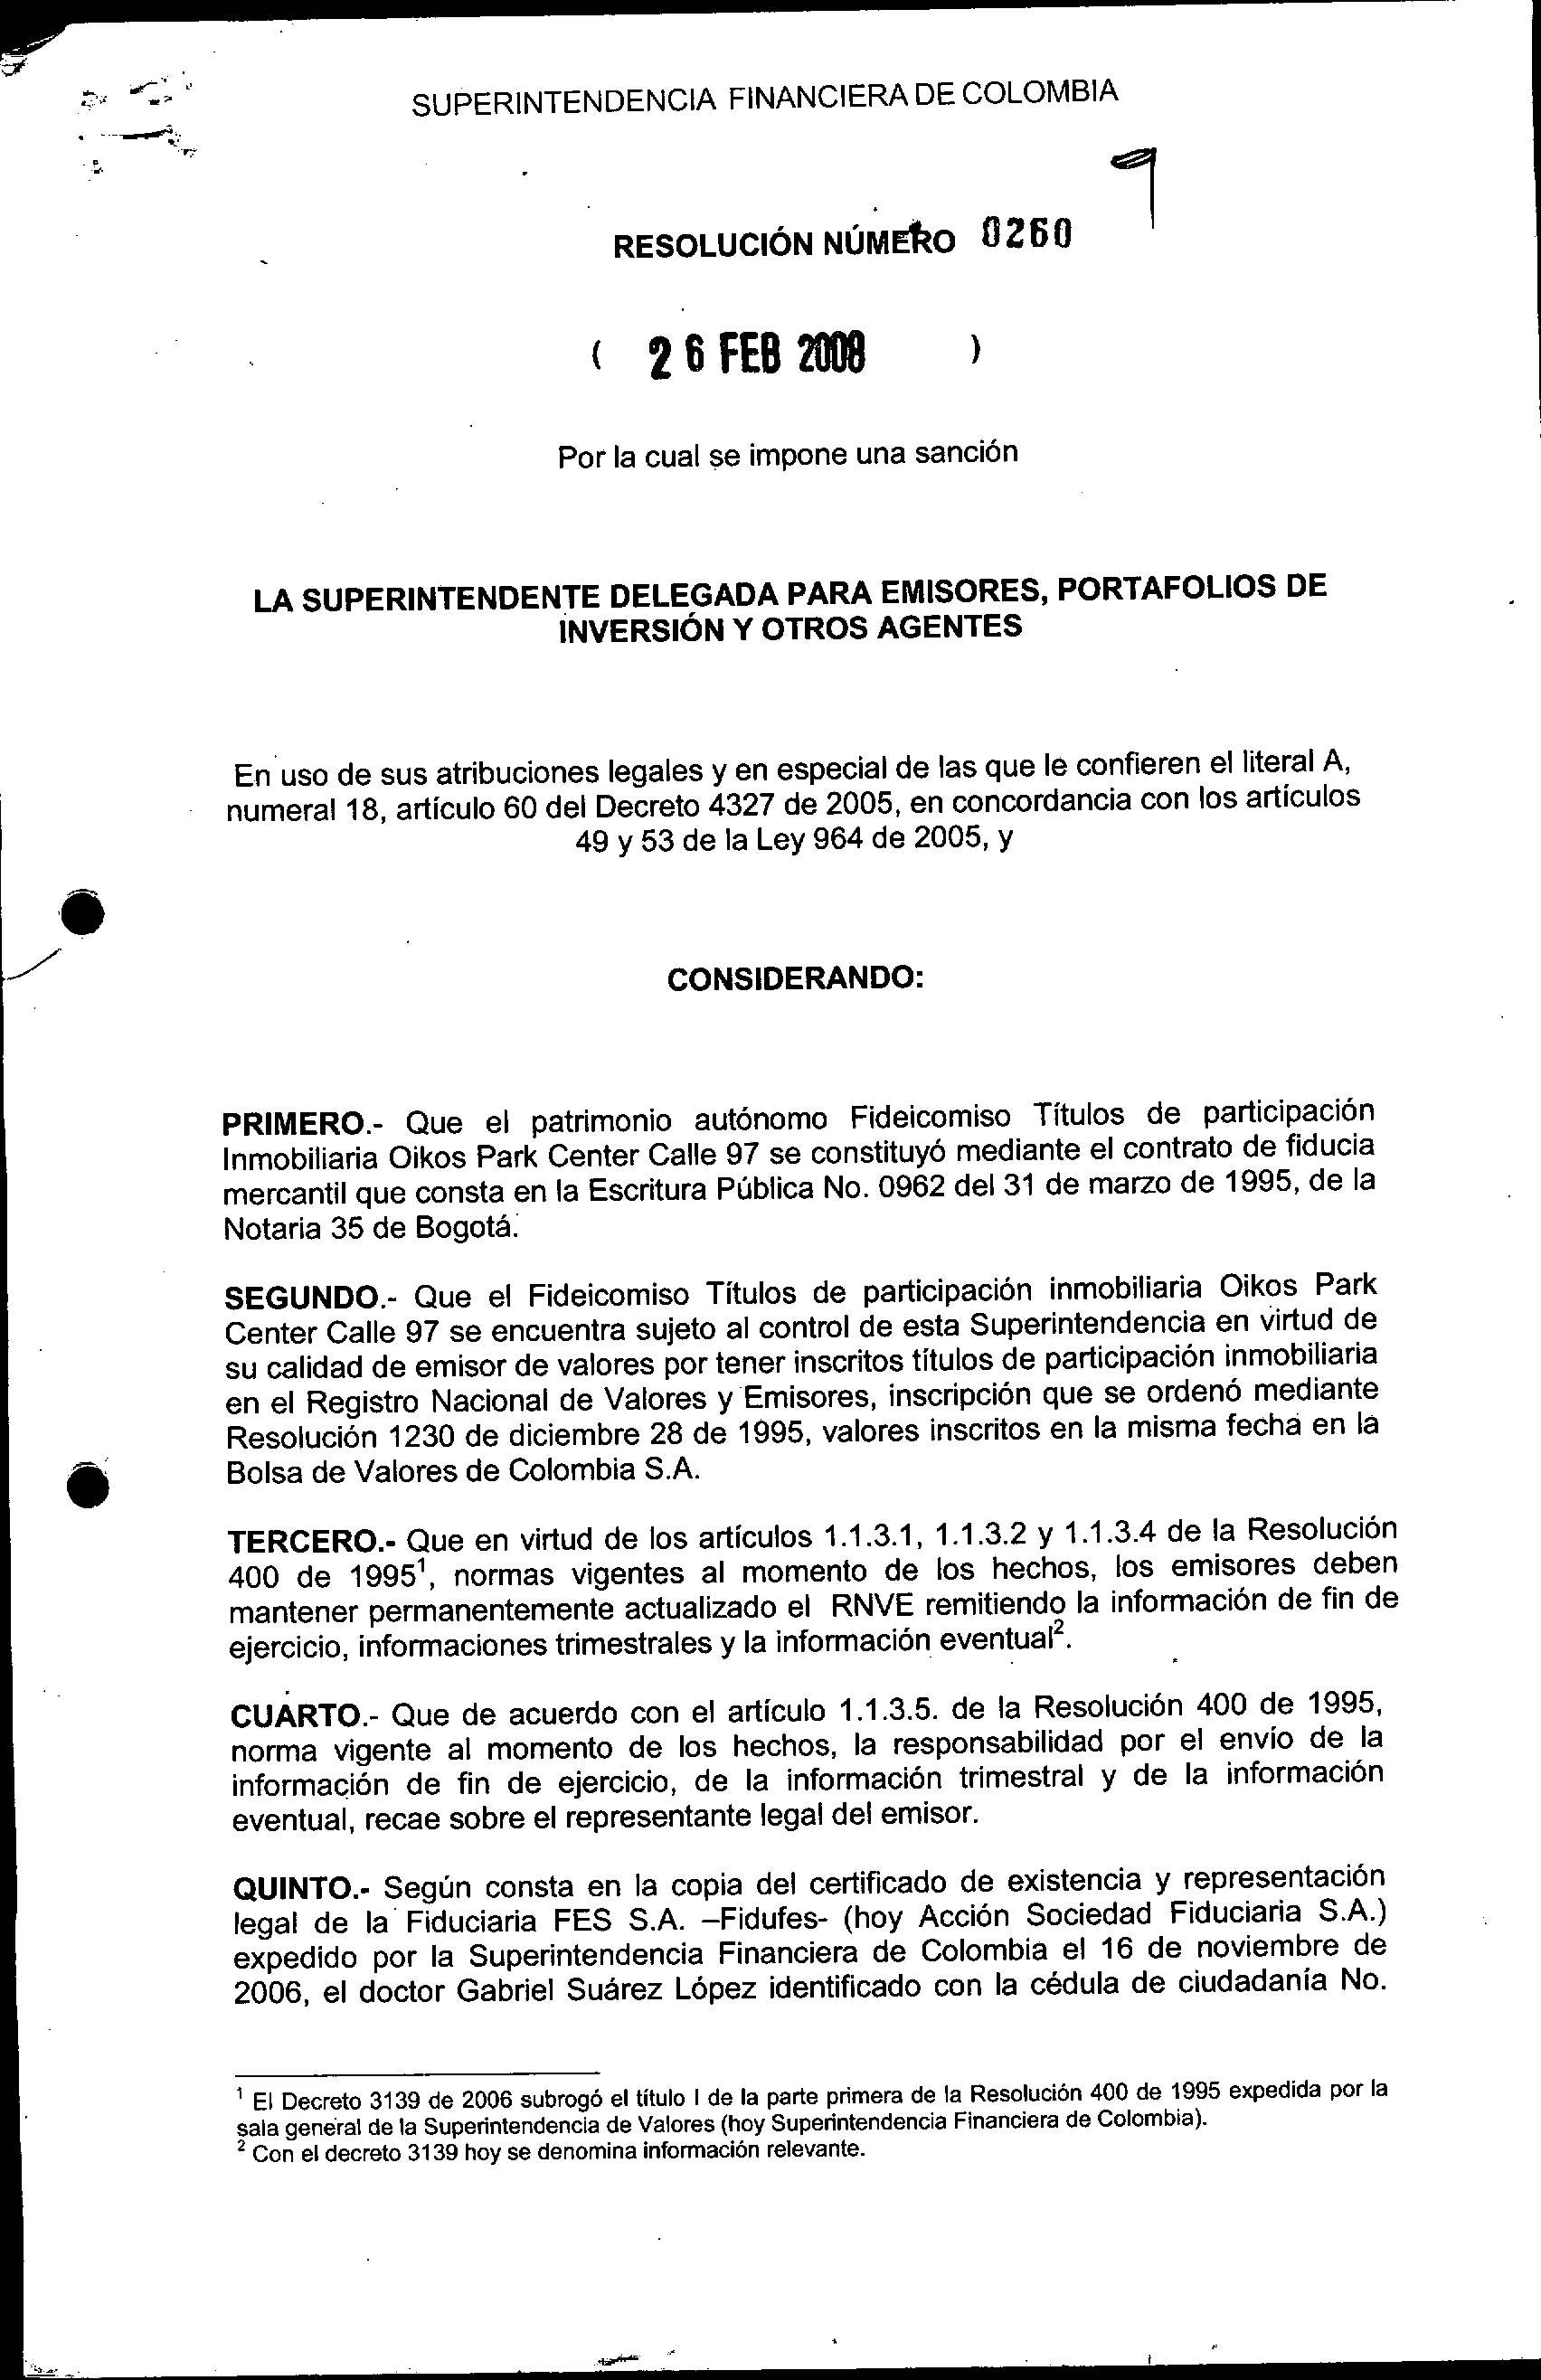 SUPERINTENDENCIA FINANCIERA DE COLOMBIA
RESOLUCIÓN NÚMERO 0260
( 26 FEB 2008 )
Por la cual se impone una sanción
LA SUPERINTENDENTE DELEGADA PARA EMISORES, PORTAFOLIOS DE
INVERSIÓN Y OTROS AGENTES
En uso de sus atribuciones legales y en especial de las que le confieren el literal A,
numeral 18, artículo 60 del Decreto 4327 de 2005, en concordancia con los artículos
49 y 53 de la Ley 964 de 2005, y
CONSIDERANDO:
PRIMERO.- Que el patrimonio autónomo Fideicomiso Títulos de participación
Inmobiliaria Oikos Park Center Calle 97 se constituyó mediante el contrato de fiducia
mercantil que consta en la Escritura Pública No. 0962 del 31 de marzo de 1995, de la
Notaria 35 de Bogotá.
SEGUNDO.- Que el Fideicomiso Títulos de participación inmobiliaria Oikos Park
Center Calle 97 se encuentra sujeto al control de esta Superintendencia en virtud de
su calidad de emisor de valores por tener inscritos títulos de participación inmobiliaria
en el Registro Nacional de Valores y Emisores, inscripción que se ordenó mediante
Resolución 1230 de diciembre 28 de 1995, valores inscritos en la misma fecha en la
Bolsa de Valores de Colombia S.A.
TERCERO.- Que en virtud de los artículos 1.1.3.1, 1.1.3.2 y 1.1.3.4 de la Resolución
400 de 1995¹, normas vigentes al momento de los hechos, los emisores deben
mantener permanentemente actualizado el RNVE remitiendo la información de fin de
ejercicio, informaciones trimestrales y la información eventual².
CUARTO.- Que de acuerdo con el artículo 1.1.3.5. de la Resolución 400 de 1995,
norma vigente al momento de los hechos, la responsabilidad por el envío de la
información de fin de ejercicio, de la información trimestral y de la información
eventual, recae sobre el representante legal del emisor.
QUINTO.- Según consta en la copia del certificado de existencia y representación
legal de la Fiduciaria FES S.A. –Fidufes- (hoy Acción Sociedad Fiduciaria S.A.)
expedido por la Superintendencia Financiera de Colombia el 16 de noviembre de
2006, el doctor Gabriel Suárez López identificado con la cédula de ciudadanía No.
¹ El Decreto 3139 de 2006 subrogó el título I de la parte primera de la Resolución 400 de 1995 expedida por la
sala general de la Superintendencia de Valores (hoy Superintendencia Financiera de Colombia).
² Con el decreto 3139 hoy se denomina información relevante.